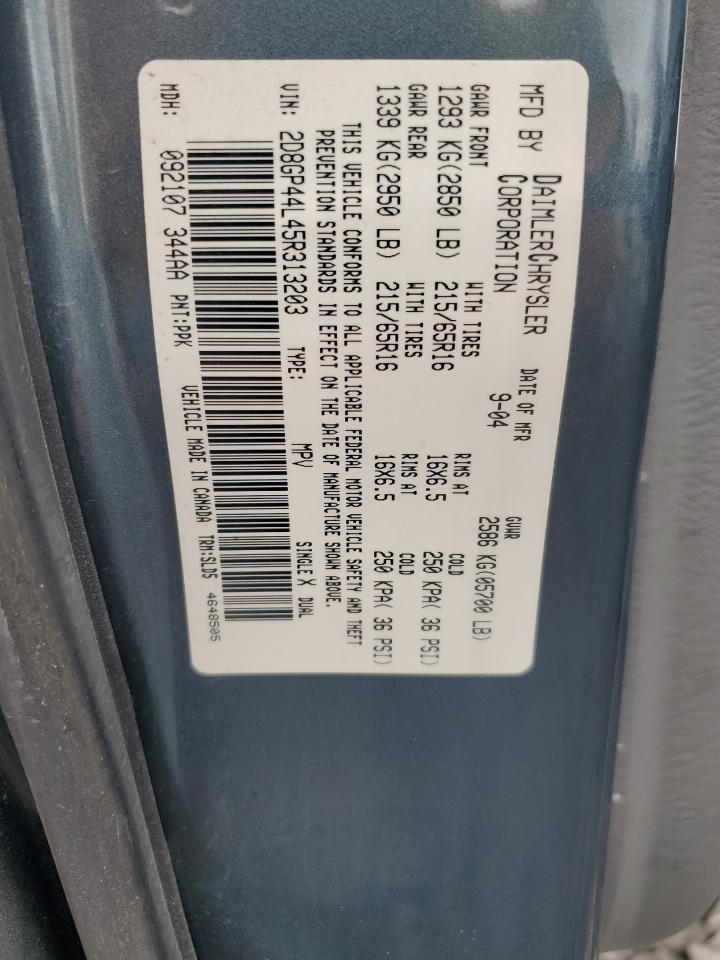 MFD BY DAIMLERCHRYSLER CORPORATION
DATE OF MFR 9-04
GVWR 2586 KG(05700 LB)
GAWR FRONT WITH TIRES RIMS AT COLD
1293 KG(2850 LB) 215/65R16 16X6.5 250 KPA( 36 PSI)
GAWR REAR WITH TIRES RIMS AT COLD
1339 KG(2950 LB) 215/65R16 16X6.5 250 KPA( 36 PSI)
THIS VEHICLE CONFORMS TO ALL APPLICABLE FEDERAL MOTOR VEHICLE SAFETY AND THEFT
PREVENTION STANDARDS IN EFFECT ON THE DATE OF MANUFACTURE SHOWN ABOVE.
VIN: 2D8GP44L45R313203 TYPE: MPV SINGLE X DUAL
MDH: 092107 344AA PNT:PPK VEHICLE MADE IN CANADA TRM:SLD5 4648505